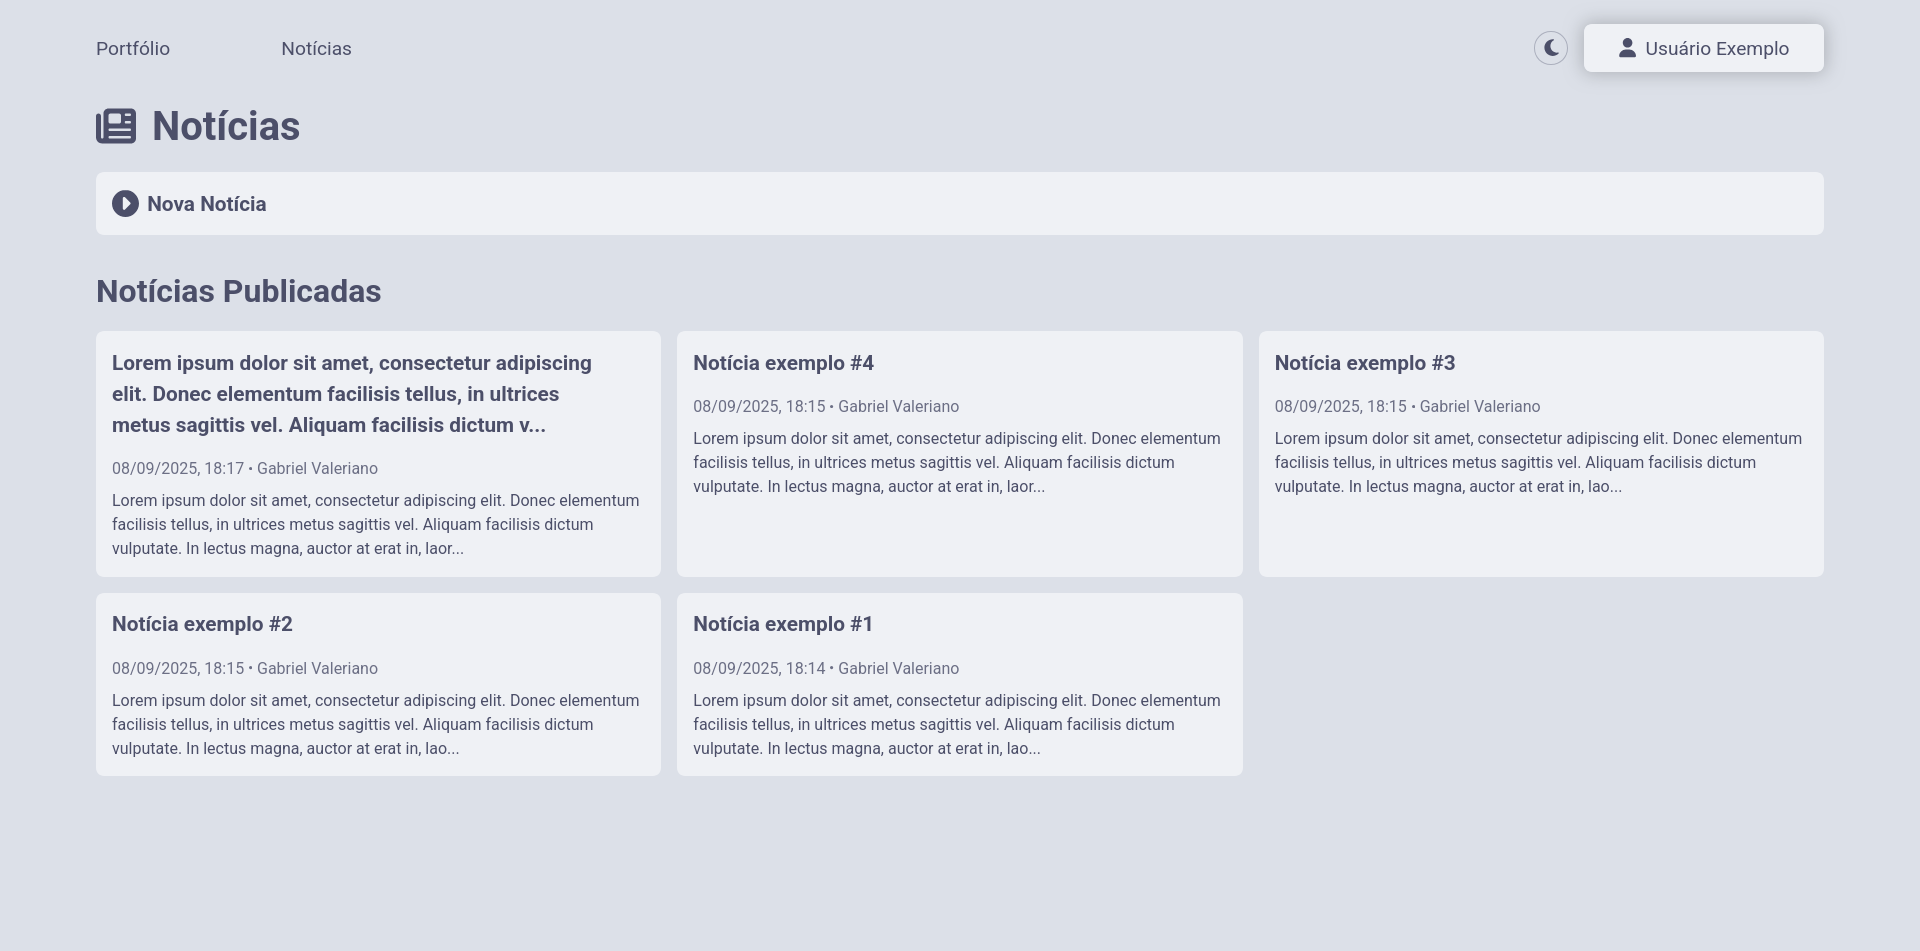 Portfólio
Notícias
Usuário Exemplo
Notícias
Nova Notícia
Notícias Publicadas
Lorem ipsum dolor sit amet, consectetur adipiscing
elit. Donec elementum facilisis tellus, in ultrices
metus sagittis vel. Aliquam facilisis dictum v...
08/09/2025, 18:17 • Gabriel Valeriano
Lorem ipsum dolor sit amet, consectetur adipiscing elit. Donec elementum
facilisis tellus, in ultrices metus sagittis vel. Aliquam facilisis dictum
vulputate. In lectus magna, auctor at erat in, laor...
Notícia exemplo #4
08/09/2025, 18:15 • Gabriel Valeriano
Lorem ipsum dolor sit amet, consectetur adipiscing elit. Donec elementum
facilisis tellus, in ultrices metus sagittis vel. Aliquam facilisis dictum
vulputate. In lectus magna, auctor at erat in, laor...
Notícia exemplo #3
08/09/2025, 18:15 • Gabriel Valeriano
Lorem ipsum dolor sit amet, consectetur adipiscing elit. Donec elementum
facilisis tellus, in ultrices metus sagittis vel. Aliquam facilisis dictum
vulputate. In lectus magna, auctor at erat in, lao...
Notícia exemplo #2
08/09/2025, 18:15 • Gabriel Valeriano
Lorem ipsum dolor sit amet, consectetur adipiscing elit. Donec elementum
facilisis tellus, in ultrices metus sagittis vel. Aliquam facilisis dictum
vulputate. In lectus magna, auctor at erat in, lao...
Notícia exemplo #1
08/09/2025, 18:14 • Gabriel Valeriano
Lorem ipsum dolor sit amet, consectetur adipiscing elit. Donec elementum
facilisis tellus, in ultrices metus sagittis vel. Aliquam facilisis dictum
vulputate. In lectus magna, auctor at erat in, lao...